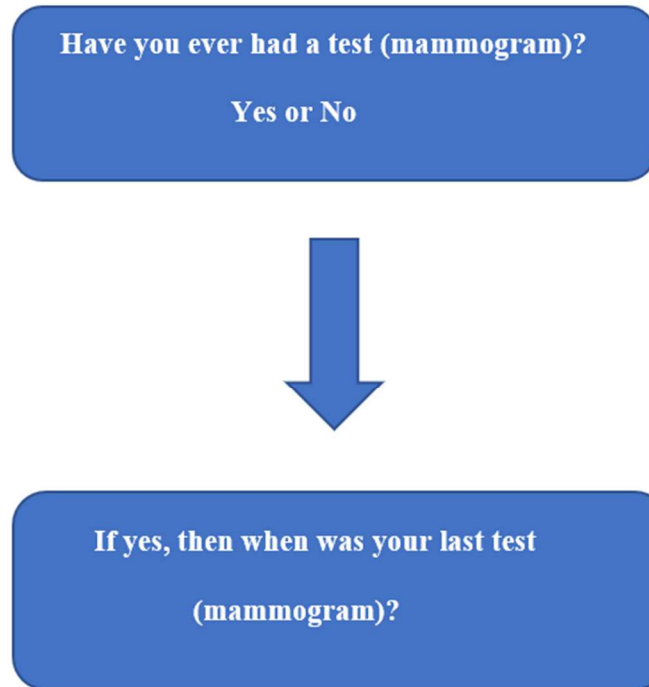 Have you ever had a test (mammogram)?
Yes or No
If yes, then when was your last test
(mammogram)?